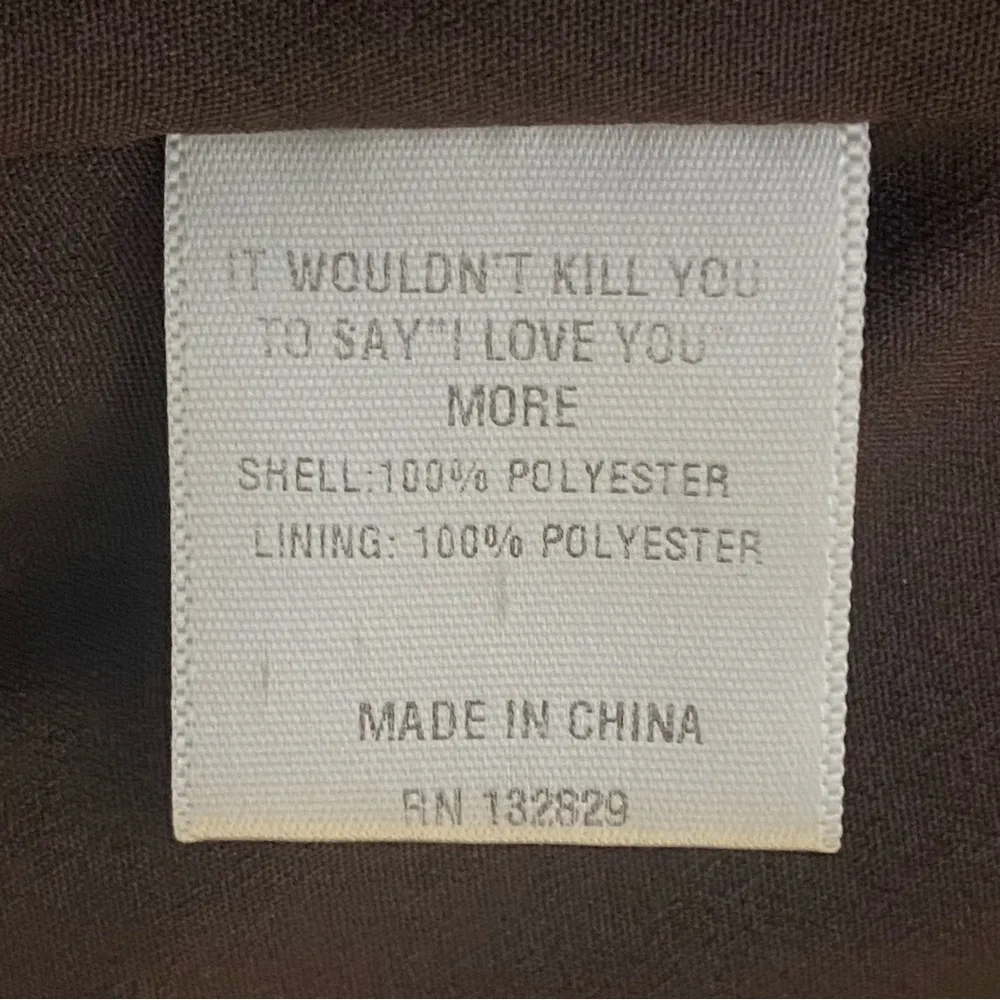 IT WOULDN'T KILL YOU
TO SAY"I LOVE YOU"
MORE
SHELL:100% POLYESTER
LINING: 100% POLYESTER
MADE IN CHINA
RN 132829